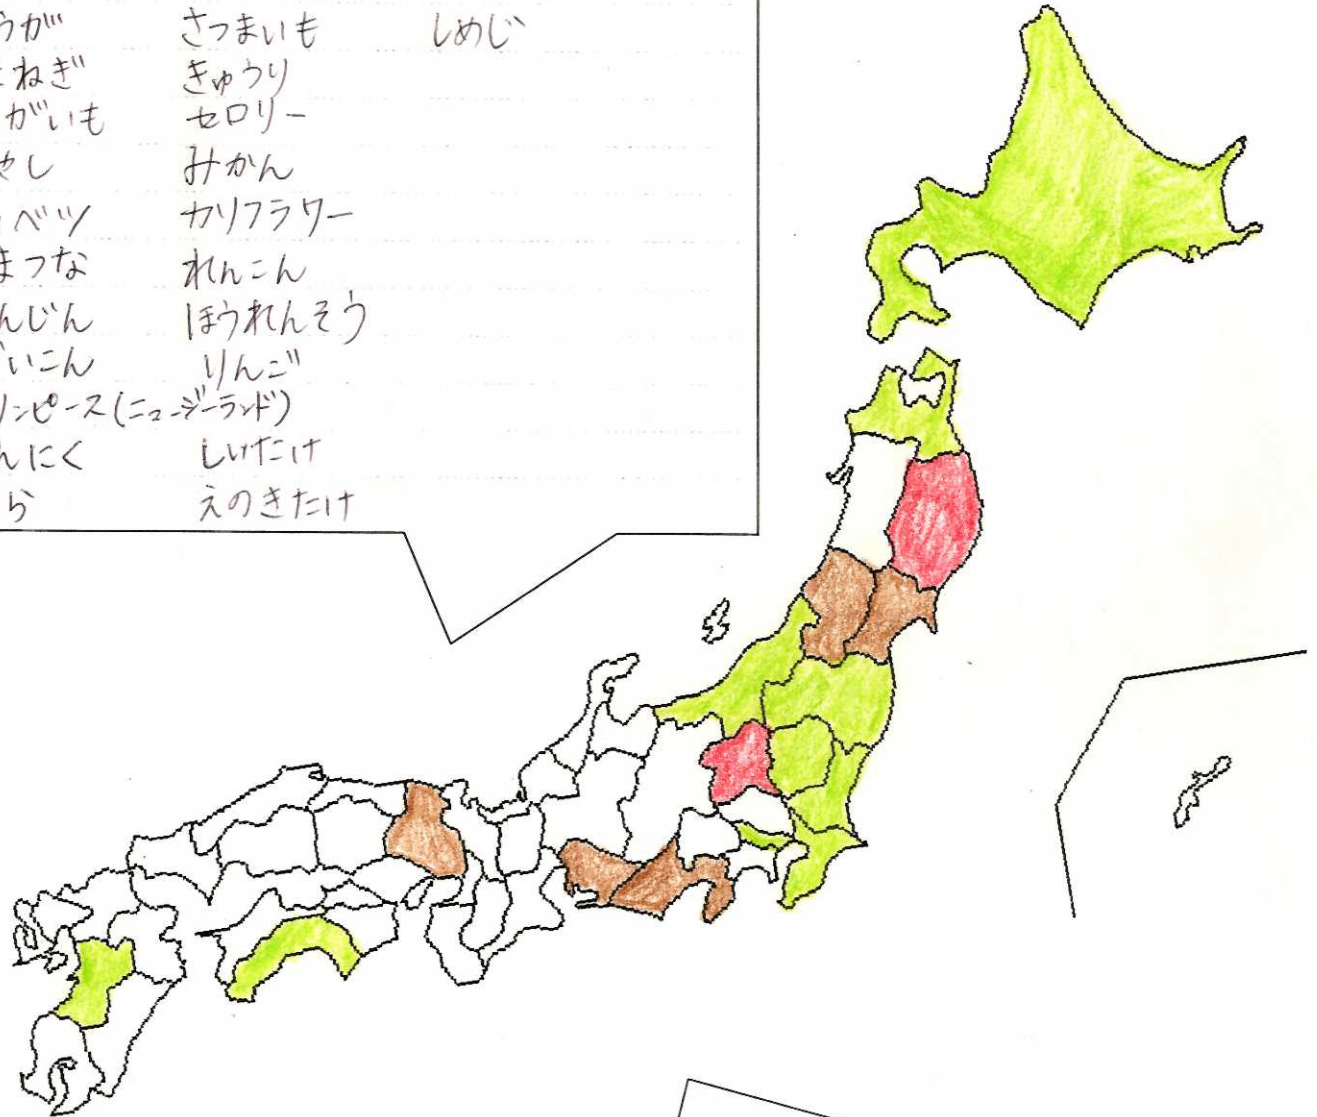 うが さつまいも しめじ
ねぎ きゅうり
がいも セロリー
やし みかん
ベツ カリフラワー
まつな れんこん
んじん ほうれんそう
いこん りんご
リンピース(ニュージーランド)
んにく しいたけ
ら えのきたけ